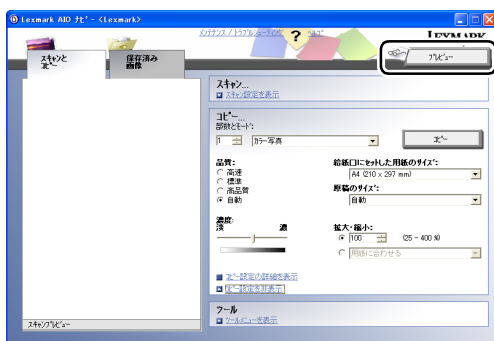 Lexmark AIO ナビ - <Lexmark>
メンテナンス / トラブルシューティング
ヘルプ
LEXMARK
スキャンと
コピー
保存済み
画像
プレビュー
スキャン...
スキャン設定を表示
コピー...
部数とモード:
1
カラー写真
コピー
品質:
高速
標準
高品質
自動
給紙口にセットした用紙のサイズ:
A4 (210 x 297 mm)
原稿のサイズ:
自動
濃度:
淡
濃
拡大・縮小:
100
(25 - 400 %)
用紙に合わせる
コピー設定の詳細を表示
コピー設定を非表示
ツール
ツールメニューを表示
スキャンプレビュー